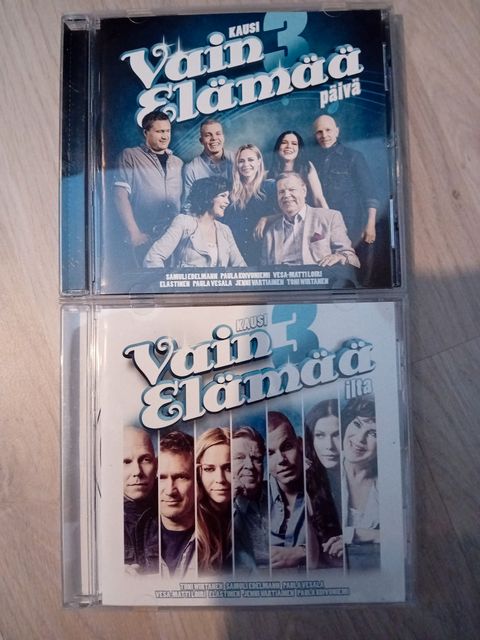 KAUSI 3
Vain
Elämää
päivä
SAMULI EDELMANN PAULA KOIVUNIEMI VESA-MATTI LOIRI
ELASTINEN PAULA VESALA JENNI VARTIAINEN TONI WIRTANEN
KAUSI 3
Vain
Elämää
ilta
TONI WIRTANEN SAMULI EDELMANN PAULA VESALA
VESA-MATTI LOIRI ELASTINEN JENNI VARTIAINEN PAULA KOIVUNIEMI